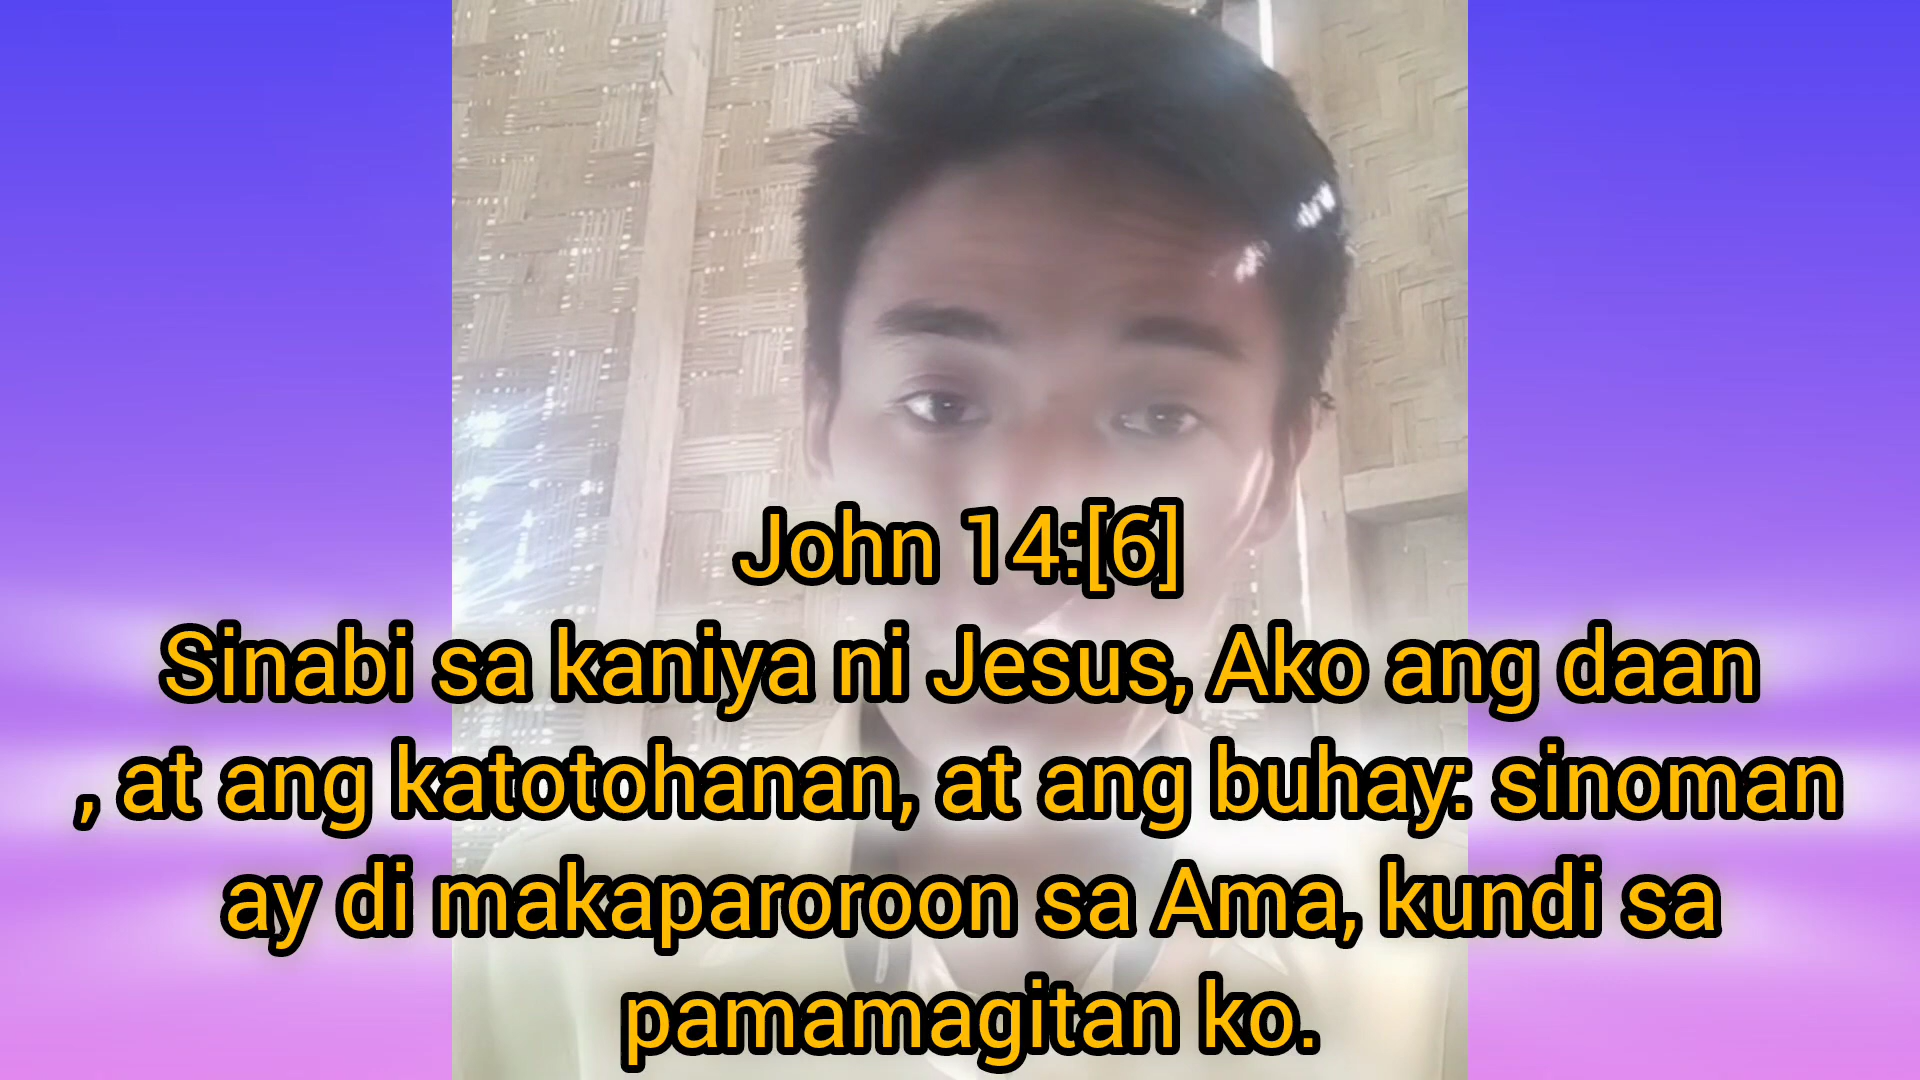 John 14:[6]
Sinabi sa kaniya ni Jesus, Ako ang daan
, at ang katotohanan, at ang buhay: sinoman
ay di makaparoroon sa Ama, kundi sa
pamamagitan ko.